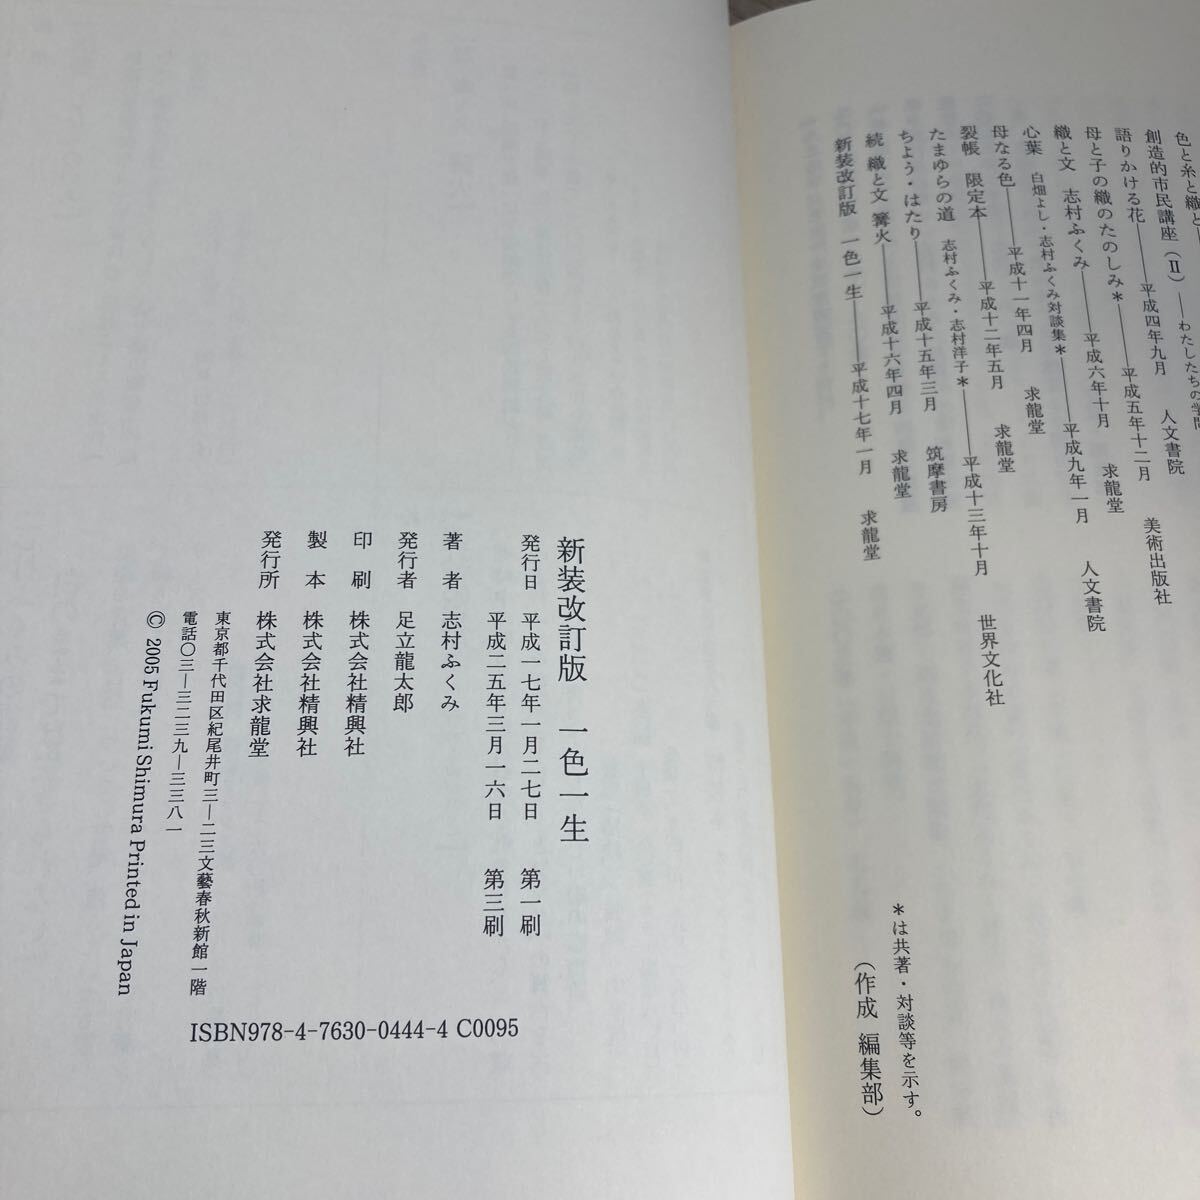 色と糸と織と
創造的市民講座(Ⅱ)――わたしたちの学問
語りかける花――平成四年九月 人文書院
母と子の織のたのしみ*――平成五年十二月 美術出版社
織と文 志村ふくみ――平成六年十月 求龍堂
心葉 白畑よし・志村ふくみ対談集*――平成九年一月 人文書院
母なる色――平成十一年四月 求龍堂
裂帳 限定本――平成十二年五月 求龍堂
たまゆらの道 志村ふくみ・志村洋子*――平成十三年十月 世界文化社
ちよう・はたり――平成十五年三月 筑摩書房
続 織と文 篝火――平成十六年四月 求龍堂
新装改訂版 一色一生――平成十七年一月 求龍堂
*は共著・対談等を示す。
(作成 編集部)
新装改訂版 一色一生
発行日 平成一七年一月二七日 第一刷
平成二五年三月一六日 第三刷
著者 志村ふくみ
発行者 足立龍太郎
印刷 株式会社精興社
製本 株式会社精興社
発行所 株式会社求龍堂
東京都千代田区紀尾井町三―二三文藝春秋新館一階
電話〇三―三二三九―三三八一
© 2005 Fukumi Shimura Printed in Japan
ISBN978-4-7630-0444-4 C0095